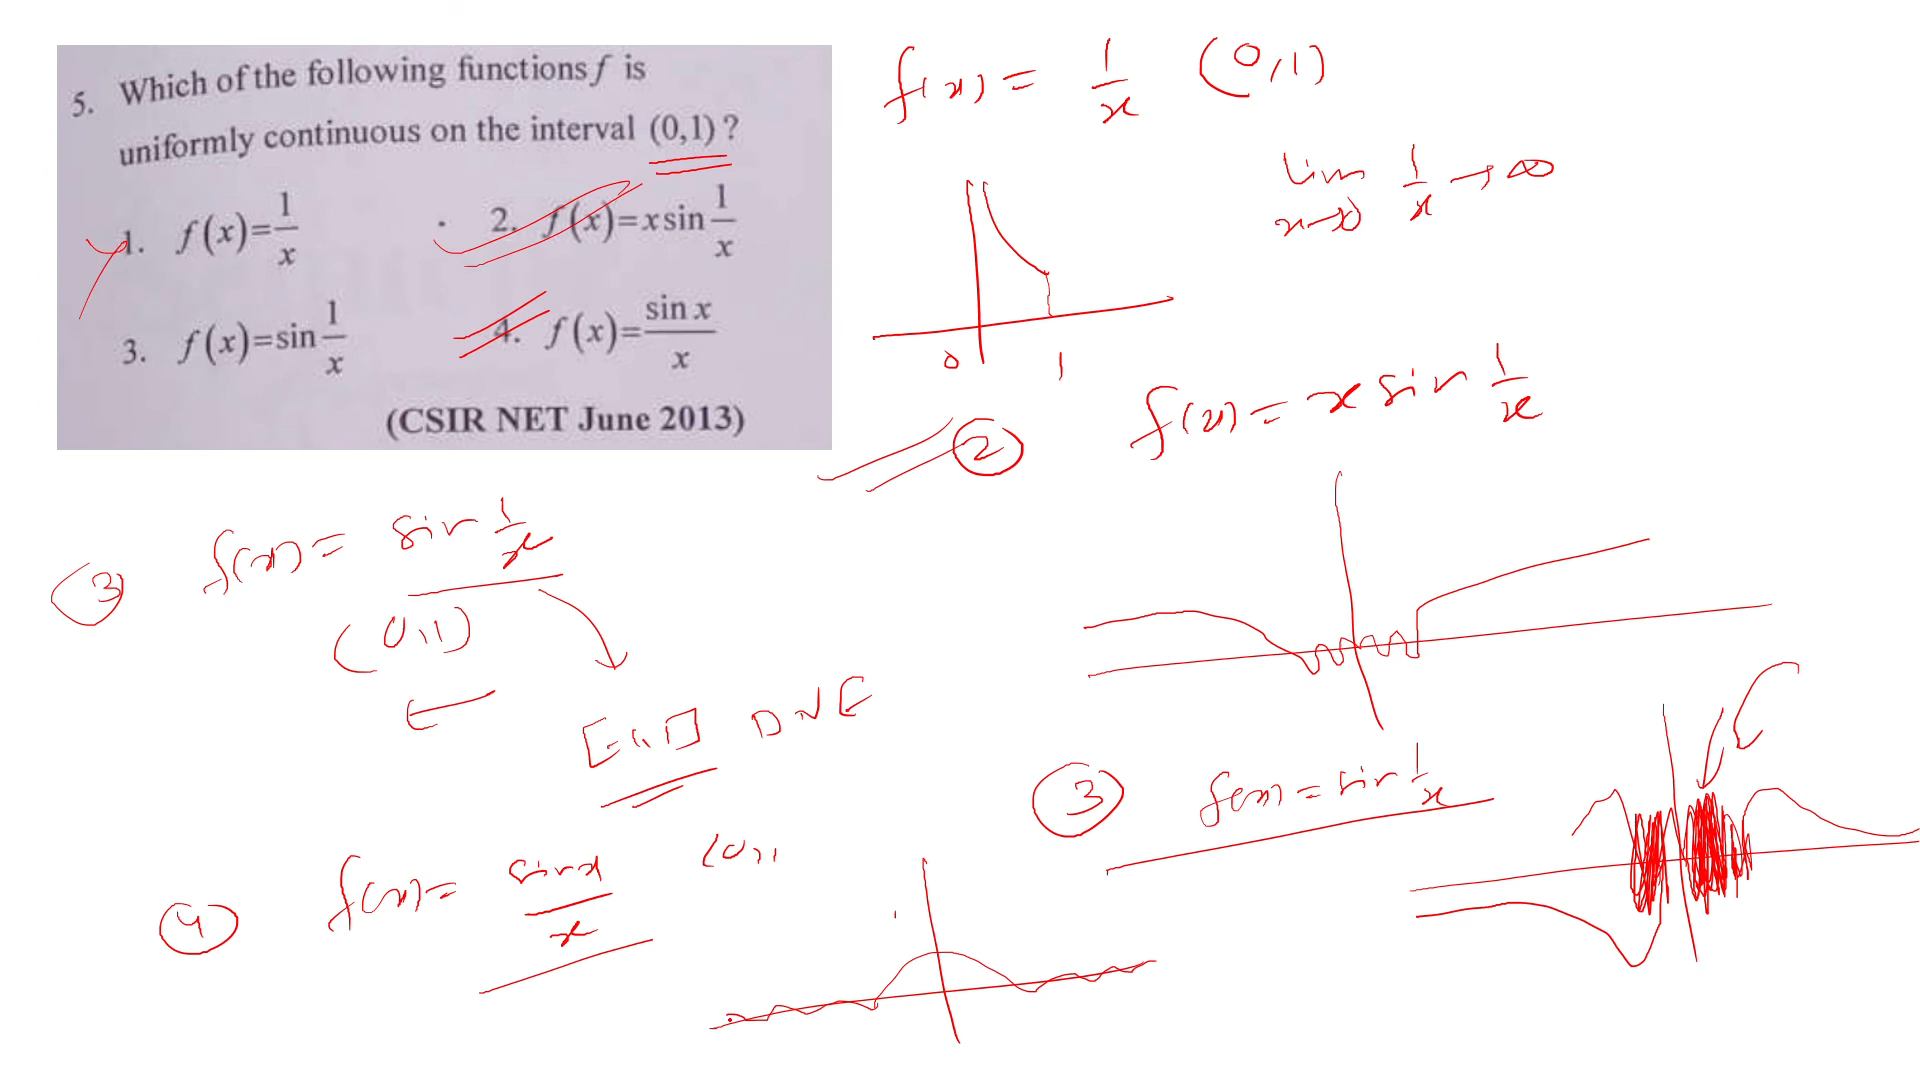 5. Which of the following functions f is
uniformly continuous on the interval (0,1) ?
1. f(x)=1/x
2. f(x)=x sin 1/x
3. f(x)=sin 1/x
4. f(x)=sin x/x
(CSIR NET June 2013)
f(x) = 1/x (0,1)
lim x→0 1/x → ∞
0 1
② f(x) = x sin 1/x
③ f(x) = sin 1/x
(0,1)
[-1,1] DNE
③ f(x) = sin 1/x
④ f(x) = sin x/x (0,1